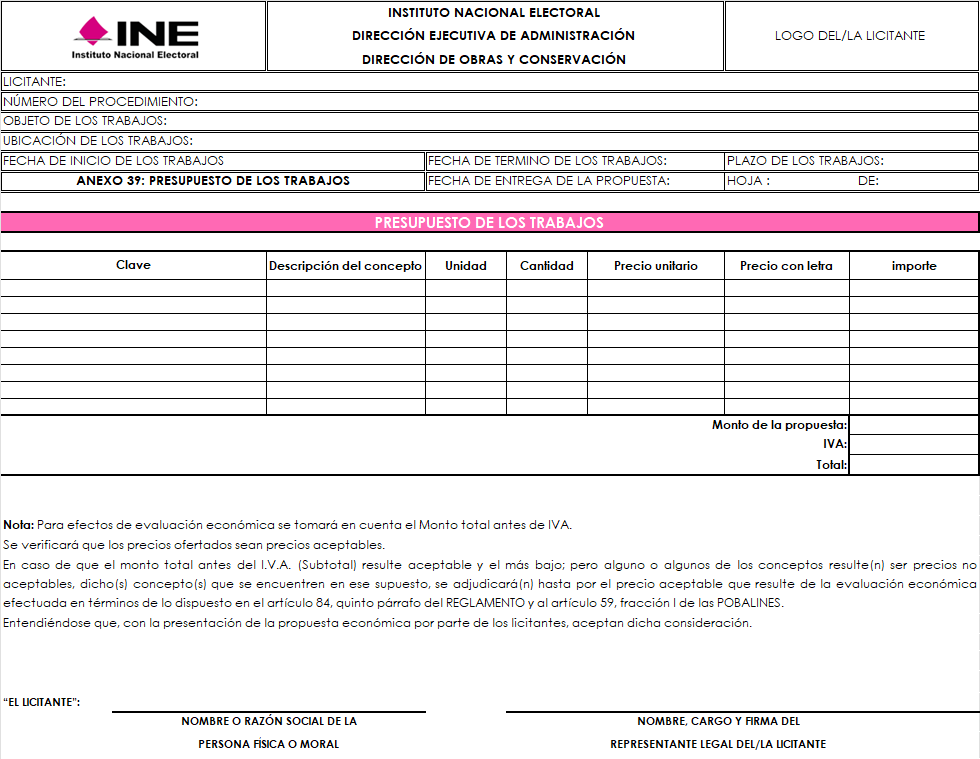 INE
Instituto Nacional Electoral
INSTITUTO NACIONAL ELECTORAL
DIRECCIÓN EJECUTIVA DE ADMINISTRACIÓN
DIRECCIÓN DE OBRAS Y CONSERVACIÓN
LOGO DEL/LA LICITANTE
LICITANTE:
NÚMERO DEL PROCEDIMIENTO:
OBJETO DE LOS TRABAJOS:
UBICACIÓN DE LOS TRABAJOS:
FECHA DE INICIO DE LOS TRABAJOS FECHA DE TERMINO DE LOS TRABAJOS: PLAZO DE LOS TRABAJOS:
ANEXO 39: PRESUPUESTO DE LOS TRABAJOS FECHA DE ENTREGA DE LA PROPUESTA: HOJA : DE:
PRESUPUESTO DE LOS TRABAJOS
Clave Descripción del concepto Unidad Cantidad Precio unitario Precio con letra importe
Monto de la propuesta:
IVA:
Total:
Nota: Para efectos de evaluación económica se tomará en cuenta el Monto total antes de IVA.
Se verificará que los precios ofertados sean precios aceptables.
En caso de que el monto total antes del I.V.A. (Subtotal) resulte aceptable y el más bajo; pero alguno o algunos de los conceptos resulte(n) ser precios no
aceptables, dicho(s) concepto(s) que se encuentren en ese supuesto, se adjudicará(n) hasta por el precio aceptable que resulte de la evaluación económica
efectuada en términos de lo dispuesto en el artículo 84, quinto párrafo del REGLAMENTO y al artículo 59, fracción I de las POBALINES.
Entendiéndose que, con la presentación de la propuesta económica por parte de los licitantes, aceptan dicha consideración.
“EL LICITANTE”:
NOMBRE O RAZÓN SOCIAL DE LA NOMBRE, CARGO Y FIRMA DEL
PERSONA FÍSICA O MORAL REPRESENTANTE LEGAL DEL/LA LICITANTE